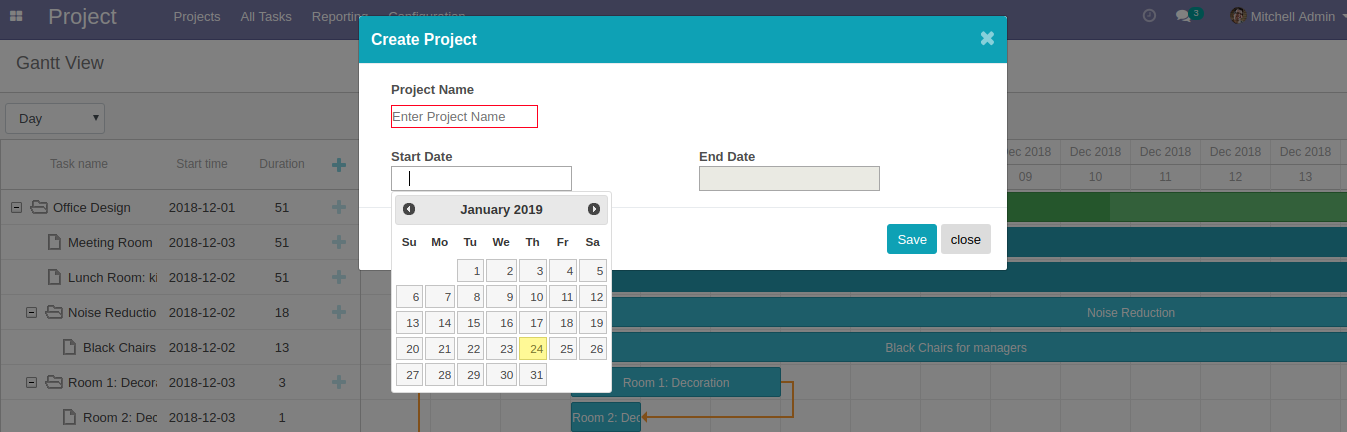 Project Projects All Tasks Reporting Configuration 3 Mitchell Admin
Gantt View
Create Project
Project Name
Enter Project Name
Start Date End Date
Save close
January 2019
Su Mo Tu We Th Fr Sa
1 2 3 4 5
6 7 8 9 10 11 12
13 14 15 16 17 18 19
20 21 22 23 24 25 26
27 28 29 30 31
Day
Task name Start time Duration
Dec 2018 Dec 2018 Dec 2018 Dec 2018 Dec 2018
09 10 11 12 13
Office Design 2018-12-01 51
Meeting Room 2018-12-03 51
Lunch Room: ki 2018-12-02 51
Noise Reductio 2018-12-02 18 Noise Reduction
Black Chairs 2018-12-02 13 Black Chairs for managers
Room 1: Decora 2018-12-03 3 Room 1: Decoration
Room 2: Dec 2018-12-03 1 Room 2: Dec